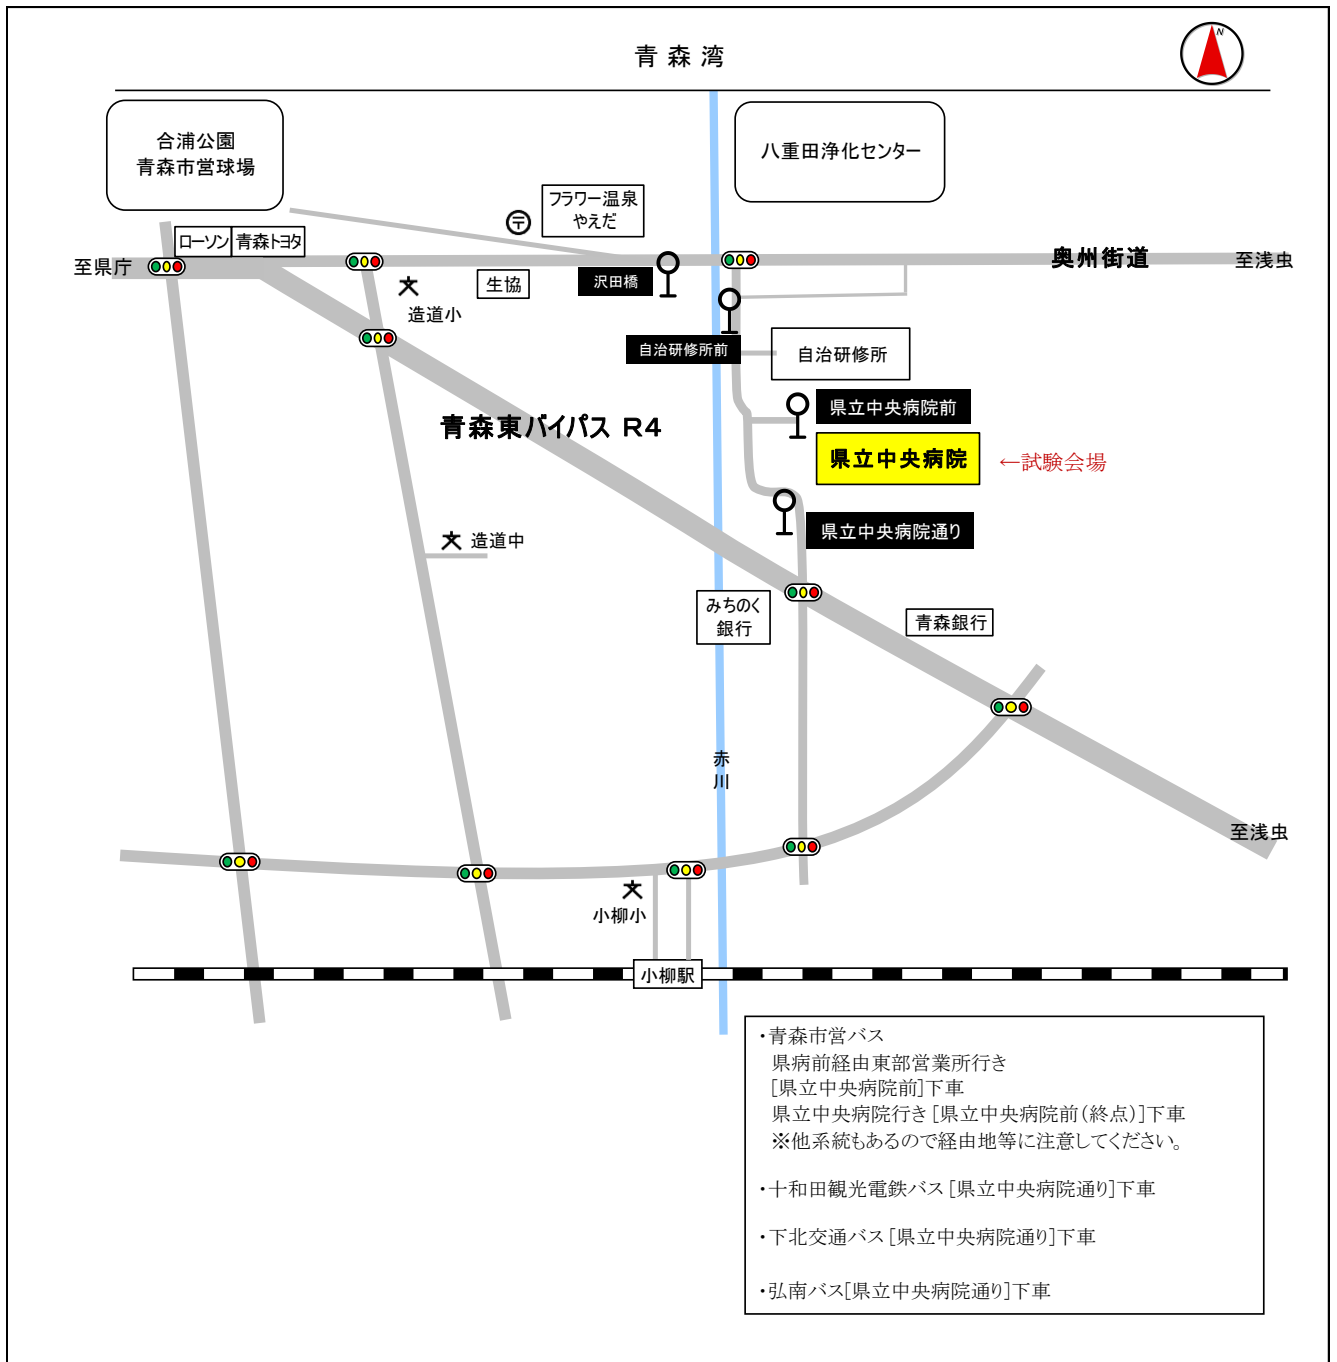 青森湾
N
合浦公園
青森市営球場
八重田浄化センター
フラワー温泉
やえだ
〒
ローソン
青森トヨタ
至県庁
奥州街道
至浅虫
生協
沢田橋
文
造道小
自治研修所前
自治研修所
県立中央病院前
青森東バイパス R4
県立中央病院
←試験会場
県立中央病院通り
文 造道中
みちのく
銀行
青森銀行
赤
川
至浅虫
文
小柳小
小柳駅
・青森市営バス
県病前経由東部営業所行き
[県立中央病院前]下車
県立中央病院行き[県立中央病院前(終点)]下車
※他系統もあるので経由地等に注意してください。
・十和田観光電鉄バス[県立中央病院通り]下車
・下北交通バス[県立中央病院通り]下車
・弘南バス[県立中央病院通り]下車